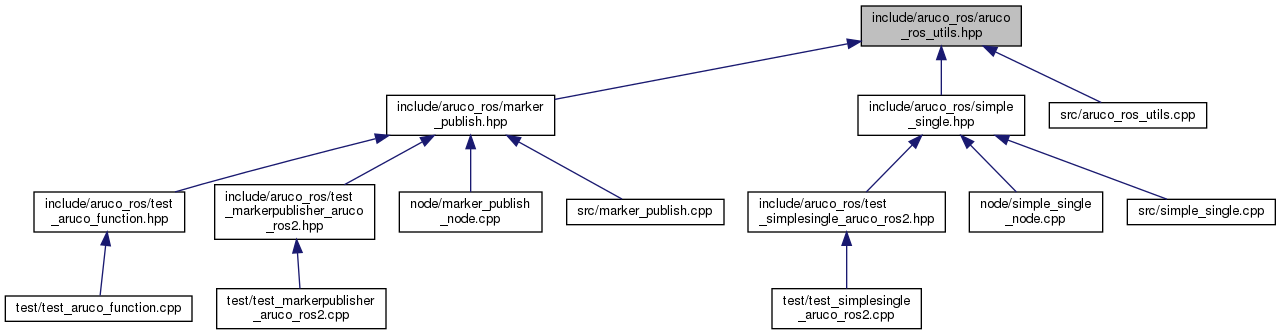 include/aruco_ros/aruco
_ros_utils.hpp
include/aruco_ros/marker
_publish.hpp
include/aruco_ros/simple
_single.hpp
src/aruco_ros_utils.cpp
include/aruco_ros/test
_aruco_function.hpp
include/aruco_ros/test
_markerpublisher_aruco
_ros2.hpp
node/marker_publish
_node.cpp
src/marker_publish.cpp
include/aruco_ros/test
_simplesingle_aruco_ros2.hpp
node/simple_single
_node.cpp
src/simple_single.cpp
test/test_aruco_function.cpp
test/test_markerpublisher
_aruco_ros2.cpp
test/test_simplesingle
_aruco_ros2.cpp